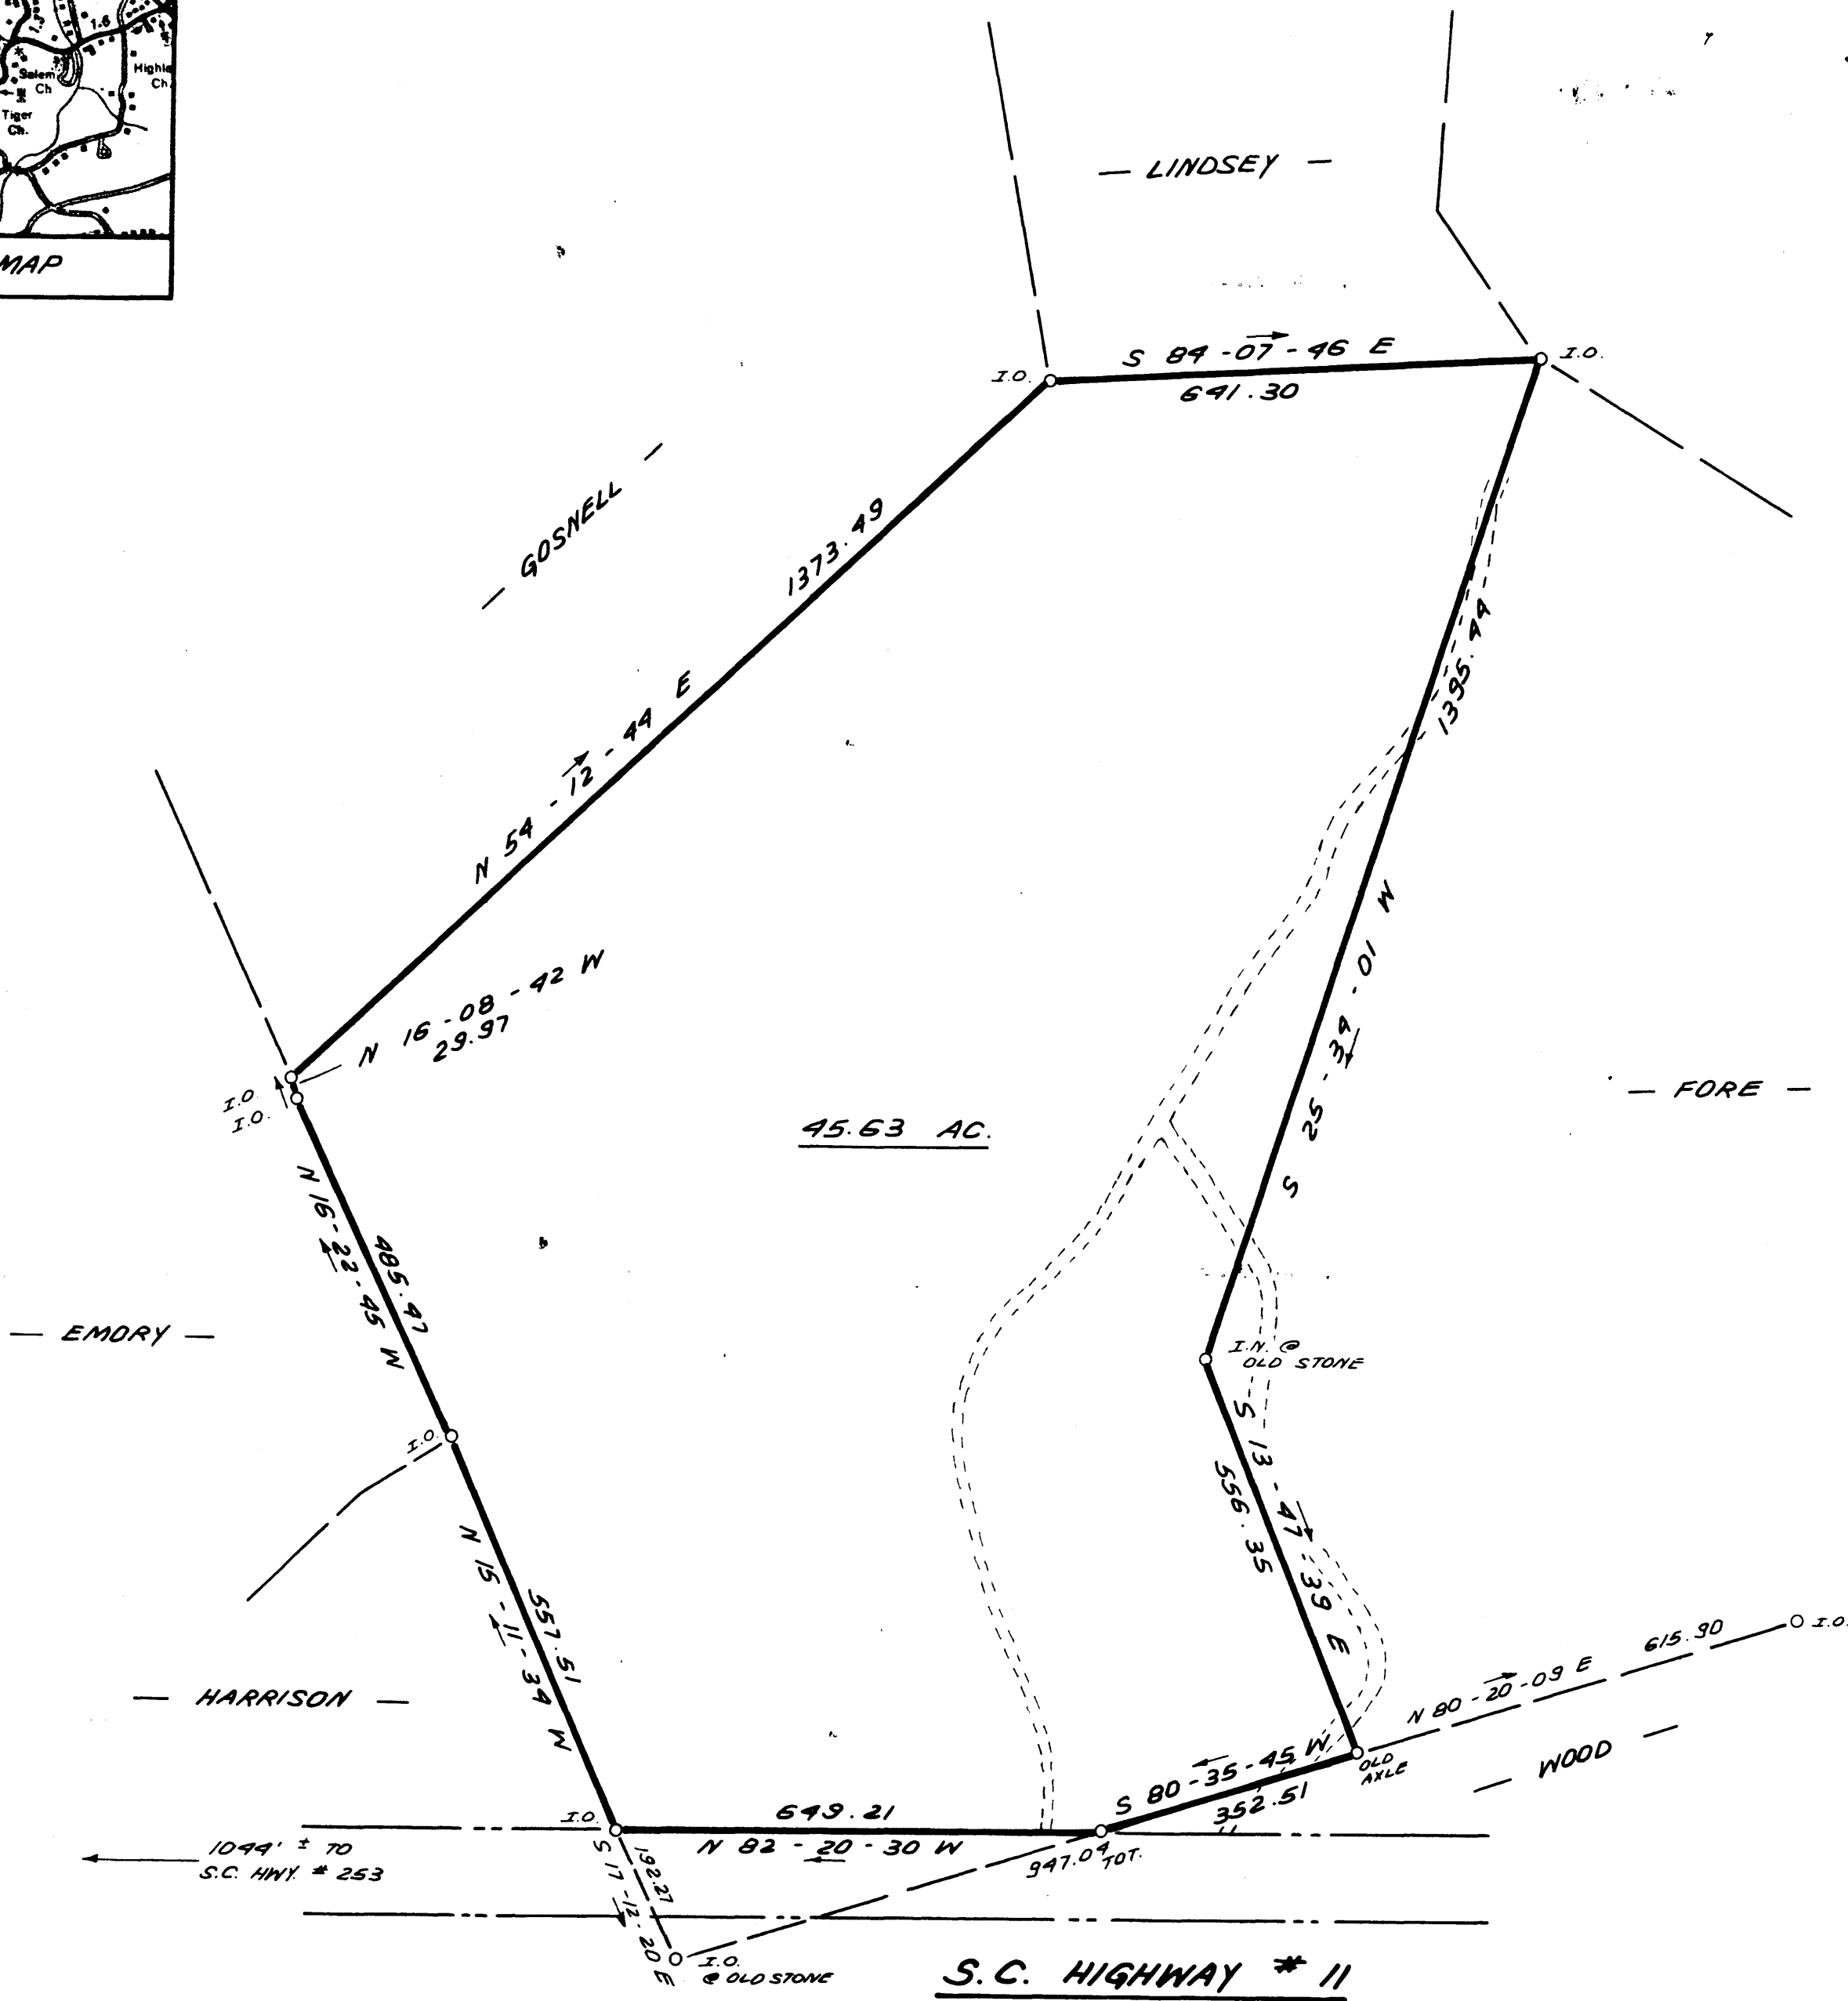 1.6
Salem
Ch
Highl
Ch.
Tiger
Ch.
MAP
— LINDSEY —
S 84-07-46 E
641.30
I.O.
I.O.
— GOSNELL —
1373.49
N 54-12-44 E
1395.44
S 25-39-01 W
N 16-08-42 W
29.97
I.O.
I.O.
45.63 AC.
— FORE —
N 16-22-45 W
485.47
— EMORY —
I.N. @
OLD STONE
I.O.
S 13-47-39 E
556.35
N 15-11-34 W
557.51
— HARRISON —
615.90
I.O.
N 80-20-09 E
— WOOD —
OLD
AXLE
S 80-35-45 W
352.51
I.O.
649.21
N 82-20-30 W
947.04 TOT.
1044' ± TO
S.C. HWY. # 253
192.27
S 17-12-20 E
I.O.
@ OLD STONE
S.C. HIGHWAY # 11